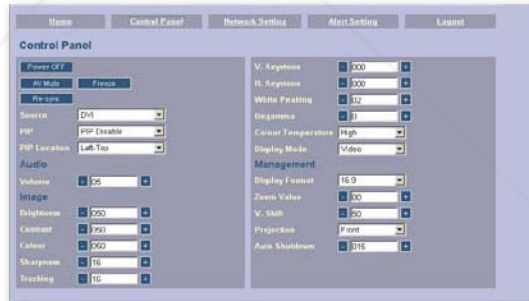 Home Control Panel Network Setting Alert Setting Logout
Control Panel
Power OFF
AV Mute Freeze
Re-sync
Source DVI
PIP PIP Disable
PIP Location Left-Top
Audio
Volume - 05 +
Image
Brightness - 050 +
Contrast - 050 +
Colour - 050 +
Sharpness - 16 +
Tracking - 16 +
V. Keystone - 000 +
H. Keystone - 000 +
White Peaking - 02 +
Degamma - 0 +
Colour Temperature High
Display Mode Video
Management
Display Format 16:9
Zoom Value - 00 +
V. Shift - 50 +
Projection Front
Auto Shutdown - 015 +